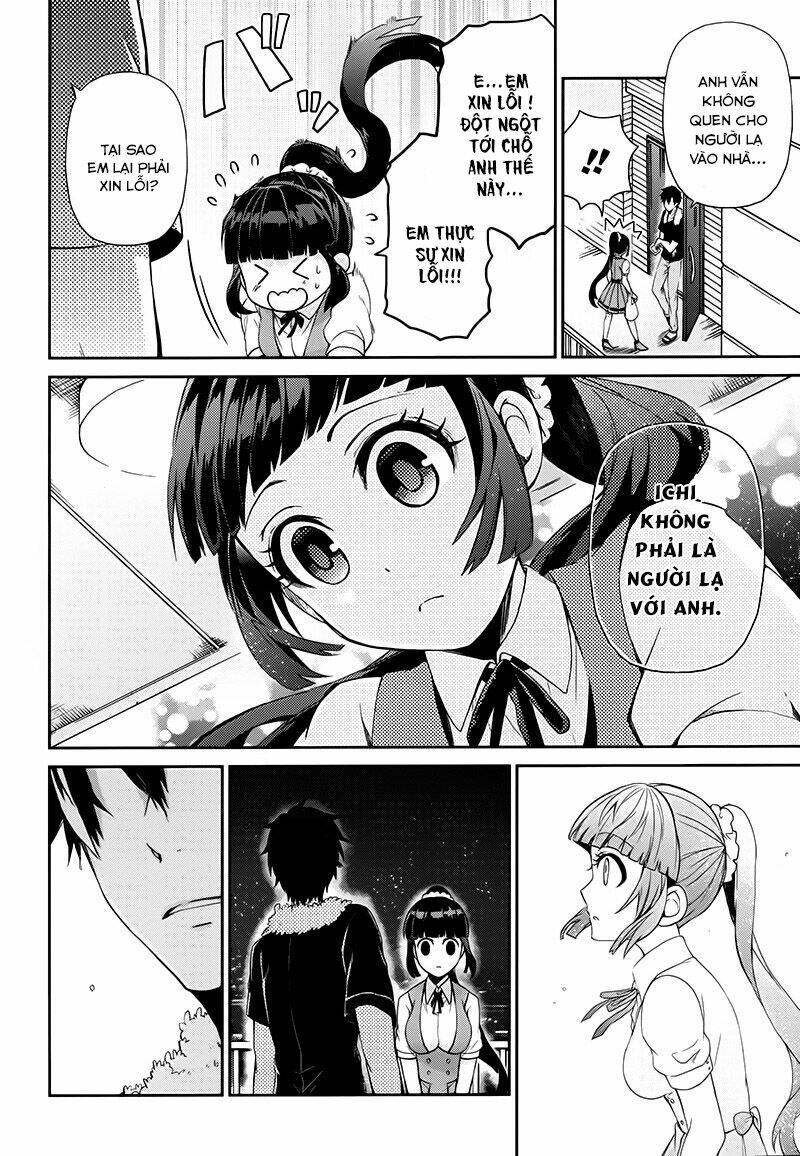 ANH VẪN
KHÔNG
QUEN CHO
NGƯỜI LẠ
VÀO NHÀ...
!!
E...EM
XIN LỖI !
ĐỘT NGỘT
TỚI CHỖ
ANH THẾ
NÀY...
EM THỰC
SỰ XIN
LỖI!!!
TẠI SAO
EM LẠI PHẢI
XIN LỖI?
ICHI
KHÔNG
PHẢI LÀ
NGƯỜI LẠ
VỚI ANH.